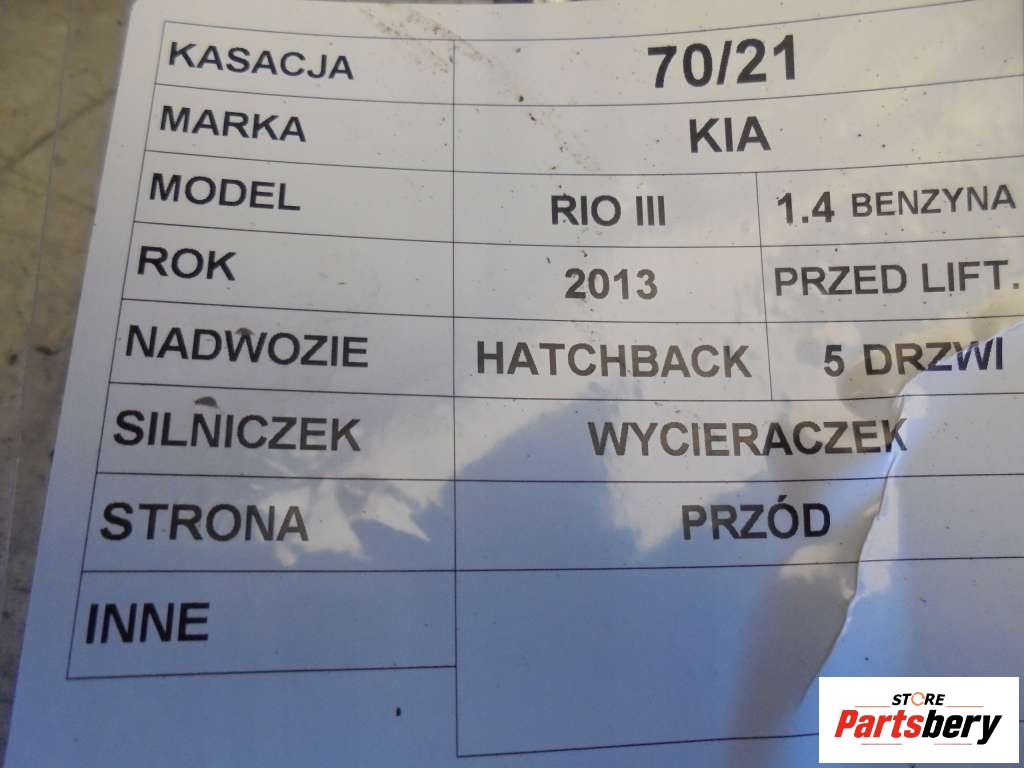 KASACJA 70/21
MARKA KIA
MODEL RIO III 1.4 BENZYNA
ROK 2013 PRZED LIFT.
NADWOZIE HATCHBACK 5 DRZWI
SILNICZEK WYCIERACZEK
STRONA PRZÓD
INNE
STORE
Partsbery